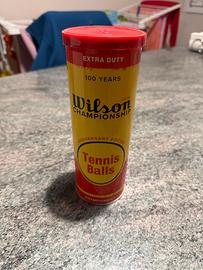 EXTRA DUTY
100 YEARS
Wilson
CHAMPIONSHIP
Tennis
Balls